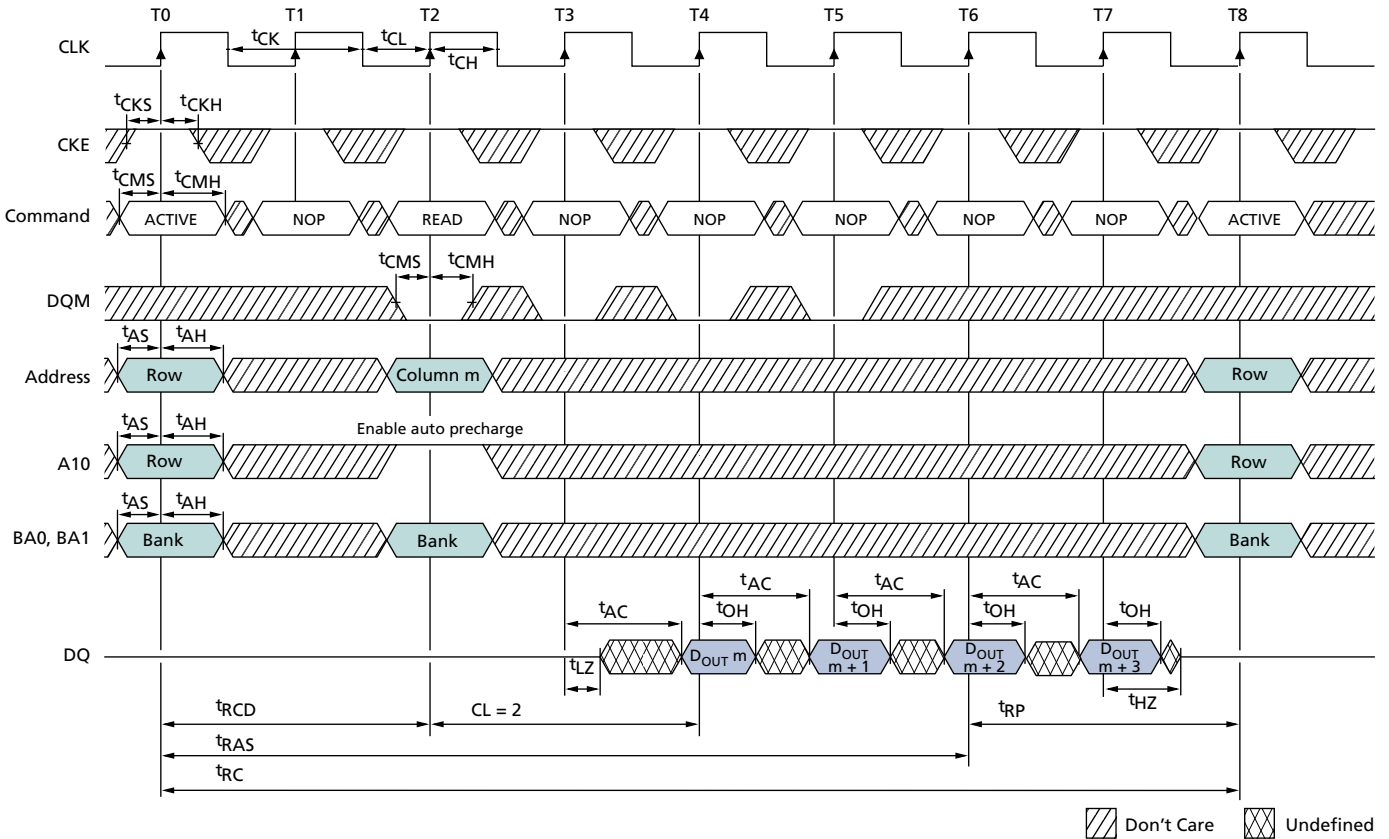 T0 T1 T2 T3 T4 T5 T6 T7 T8
CLK
tCK tCL
tCH
tCKS tCKH
CKE
tCMS tCMH
Command ACTIVE NOP READ NOP NOP NOP NOP NOP ACTIVE
tCMS tCMH
DQM
tAS tAH
Address Row Column m Row
tAS tAH Enable auto precharge
A10 Row Row
tAS tAH
BA0, BA1 Bank Bank Bank
tAC tAC tAC
tAC tOH tOH tOH tOH
DQ DOUT m DOUT m + 1 DOUT m + 2 DOUT m + 3
tLZ tHZ
tRCD CL = 2 tRP
tRAS
tRC
Don't Care Undefined